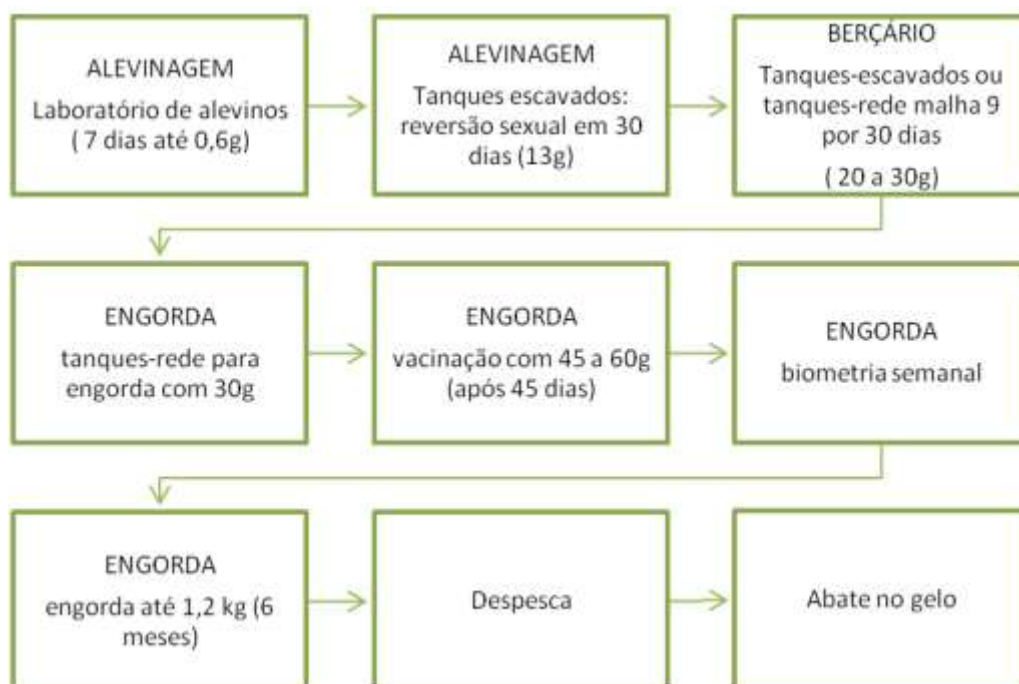 ALEVINAGEM
Laboratório de alevinos
( 7 dias até 0,6g)
ALEVINAGEM
Tanques escavados:
reversão sexual em 30
dias (13g)
BERÇÁRIO
Tanques-escavados ou
tanques-rede malha 9
por 30 dias
( 20 a 30g)
ENGORDA
tanques-rede para
engorda com 30g
ENGORDA
vacinação com 45 a 60g
(após 45 dias)
ENGORDA
biometria semanal
ENGORDA
engorda até 1,2 kg (6
meses)
Despesca
Abate no gelo